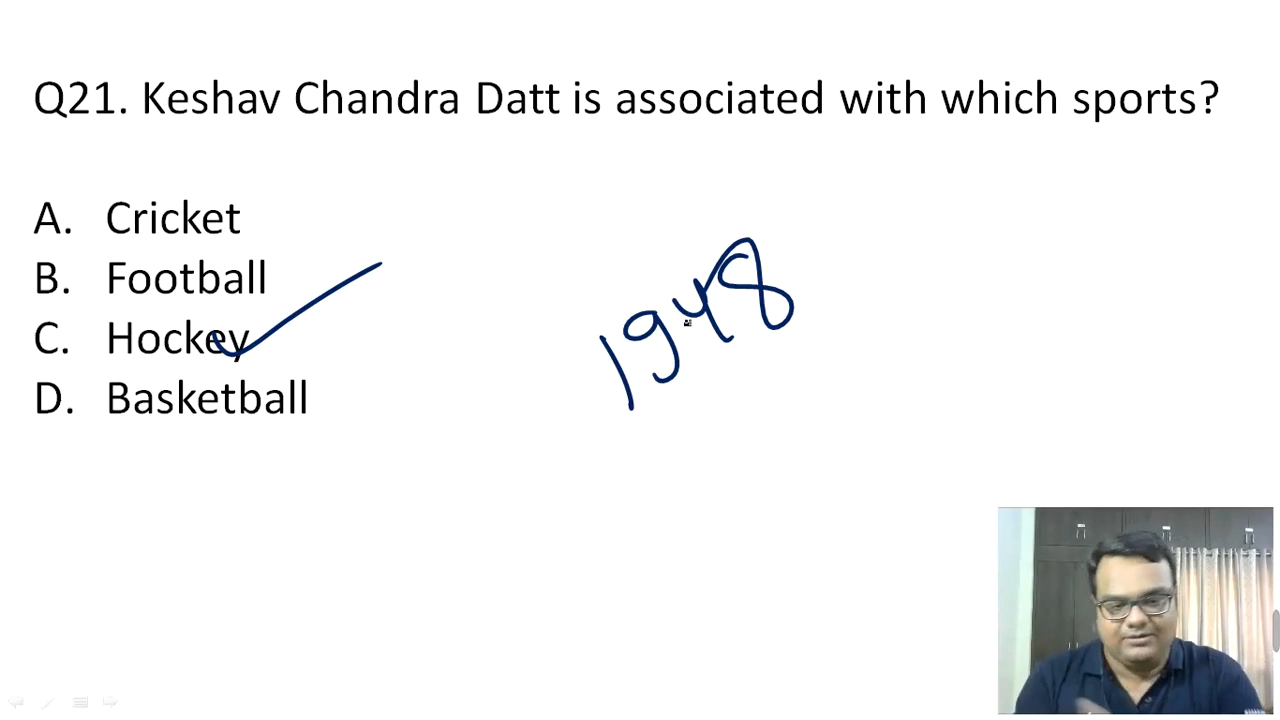 Q21. Keshav Chandra Datt is associated with which sports?
A. Cricket
B. Football
C. Hockey
D. Basketball
1948